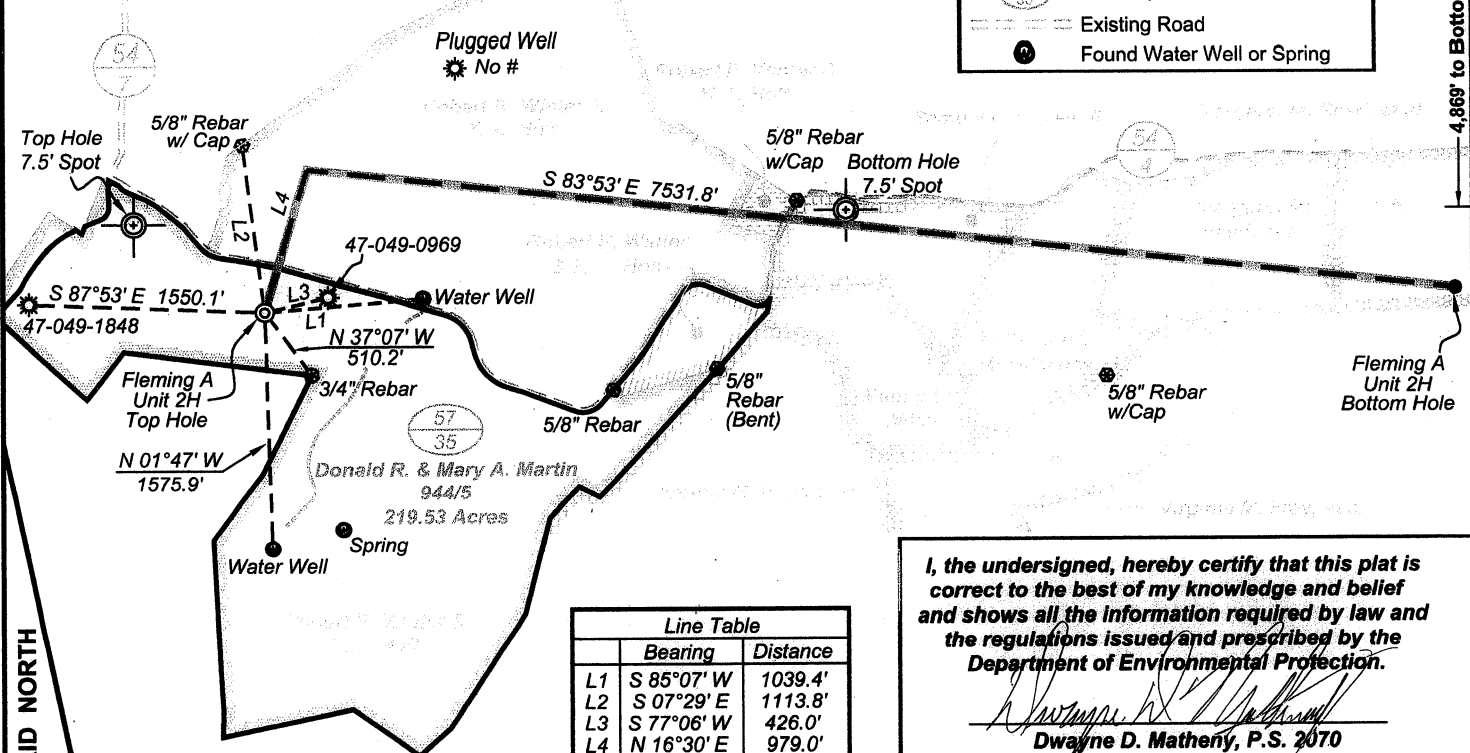 Existing Road
Found Water Well or Spring
4,869' to Botto
54
7
Plugged Well
No #
Top Hole
7.5' Spot
5/8" Rebar
w/ Cap
5/8" Rebar
w/Cap
Bottom Hole
7.5' Spot
54
4
S 83°53' E 7531.8'
L4
L2
47-049-0969
S 87°53' E 1550.1'
L3
L1
Water Well
47-049-1848
N 37°07' W
510.2'
Fleming A
Unit 2H
Top Hole
3/4" Rebar
5/8" Rebar
5/8"
Rebar
(Bent)
5/8" Rebar
w/Cap
Fleming A
Unit 2H
Bottom Hole
57
35
Donald R. & Mary A. Martin
944/5
219.53 Acres
N 01°47' W
1575.9'
Water Well
Spring
Line Table
Bearing Distance
L1 S 85°07' W 1039.4'
L2 S 07°29' E 1113.8'
L3 S 77°06' W 426.0'
L4 N 16°30' E 979.0'
I, the undersigned, hereby certify that this plat is
correct to the best of my knowledge and belief
and shows all the information required by law and
the regulations issued and prescribed by the
Department of Environmental Protection.
Dwayne D. Matheny, P.S. 2070
NORTH